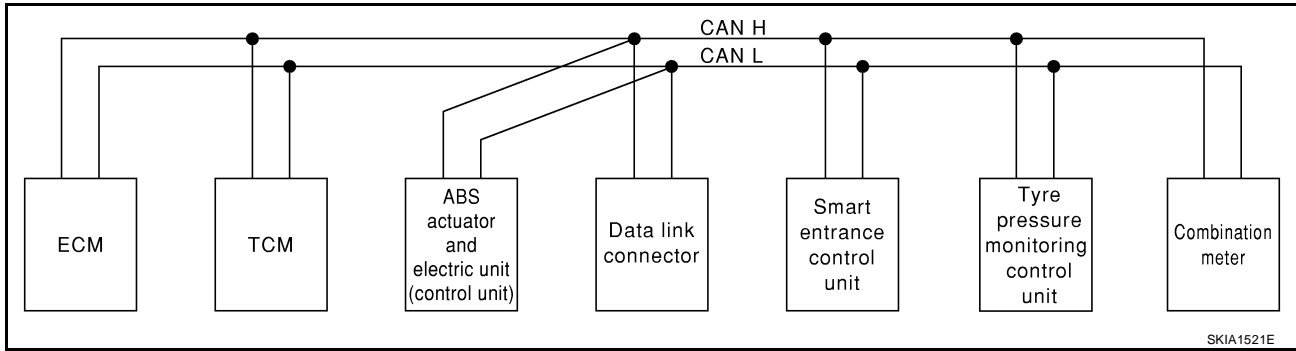 CAN H
CAN L
ECM
TCM
ABS
actuator
and
electric unit
(control unit)
Data link
connector
Smart
entrance
control
unit
Tyre
pressure
monitoring
control
unit
Combination
meter
SKIA1521E